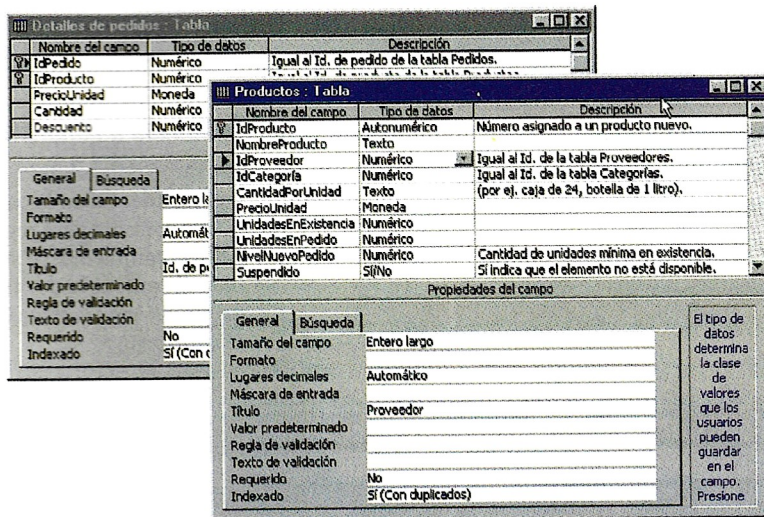 Detalles de pedidos : Tabla
Nombre del campo Tipo de datos Descripción
IdPedido Numérico Igual al Id. de pedido de la tabla Pedidos.
IdProducto Numérico
PrecioUnidad Moneda
Cantidad Numérico
Descuento Numérico
General Búsqueda
Tamaño del campo Entero
Formato
Lugares decimales
Máscara de entrada
Título Id. de
Valor predeterminado
Regla de validación
Texto de validación
Requerido No
Indexado Sí (Con
Productos : Tabla
Nombre del campo Tipo de datos Descripción
IdProducto Autonumérico Número asignado a un producto nuevo.
NombreProducto Texto
IdProveedor Numérico Igual al Id. de la tabla Proveedores.
IdCategoría Numérico Igual al Id. de la tabla Categorías.
CantidadPorUnidad Texto (por ej. caja de 24, botella de 1 litro).
PrecioUnidad Moneda
UnidadesEnExistencia Numérico
UnidadesEnPedido Numérico
NivelNuevoPedido Numérico Cantidad de unidades mínima en existencia.
Suspendido Sí/No Sí indica que el elemento no está disponible.
Propiedades del campo
General Búsqueda
Tamaño del campo Entero largo
Formato
Lugares decimales Automático
Máscara de entrada
Título Proveedor
Valor predeterminado
Regla de validación
Texto de validación
Requerido No
Indexado Sí (Con duplicados)
El tipo de
datos
determina
la clase
de
valores
que los
usuarios
pueden
guardar
en el
campo.
Presione